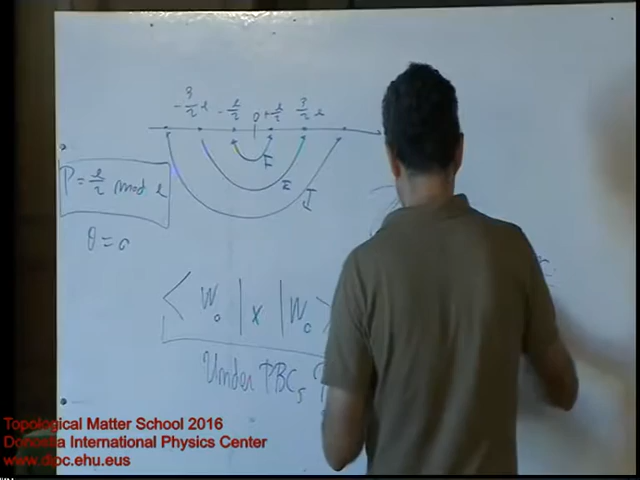 -3/2 e -e/2 0 +e/2 3/2 e
F
E
I
P = e/2 mod e
θ = 0
⟨ W₀ | x | W₀ ⟩
Under PBCs
Topological Matter School 2016
Donostia International Physics Center
www.dipc.ehu.eus